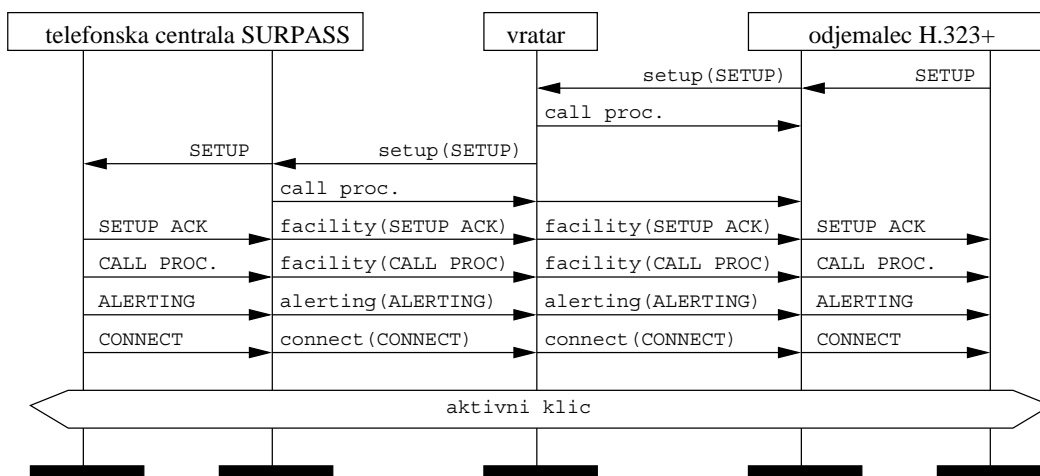 telefonska centrala SURPASS vratar odjemalec H.323+
setup(SETUP) SETUP
call proc.
SETUP setup(SETUP)
call proc.
SETUP ACK facility(SETUP ACK) facility(SETUP ACK) SETUP ACK
CALL PROC. facility(CALL PROC) facility(CALL PROC) CALL PROC.
ALERTING alerting(ALERTING) alerting(ALERTING) ALERTING
CONNECT connect(CONNECT) connect(CONNECT) CONNECT
aktivni klic